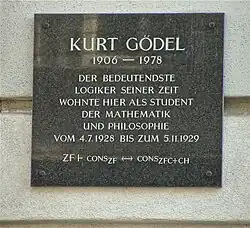 KURT GÖDEL
1906 — 1978
DER BEDEUTENDSTE
LOGIKER SEINER ZEIT
WOHNTE HIER ALS STUDENT
DER MATHEMATIK
UND PHILOSOPHIE
VOM 4.7.1928 BIS ZUM 5.11.1929
ZF ⊢ CONS_ZF ↔ CONS_ZFC+CH